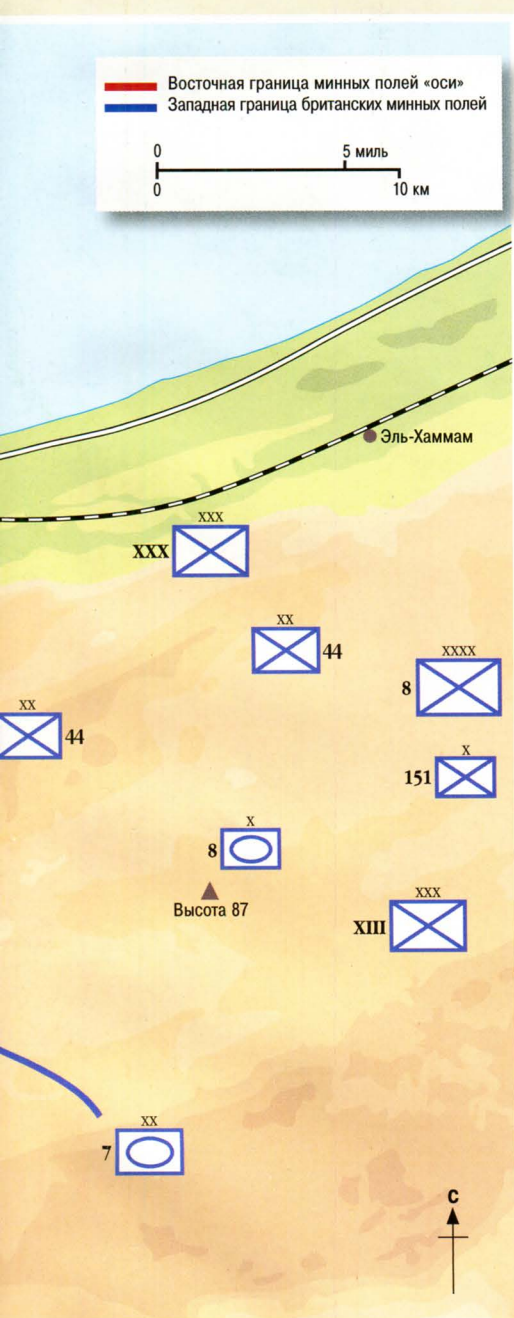 Восточная граница минных полей «оси»
Западная граница британских минных полей
0 5 миль
0 10 км
Эль-Хаммам
XXX
XXX
XX
44
XXXX
8
XX
44
X
151
X
8
Высота 87
XXX
XIII
XX
7
С